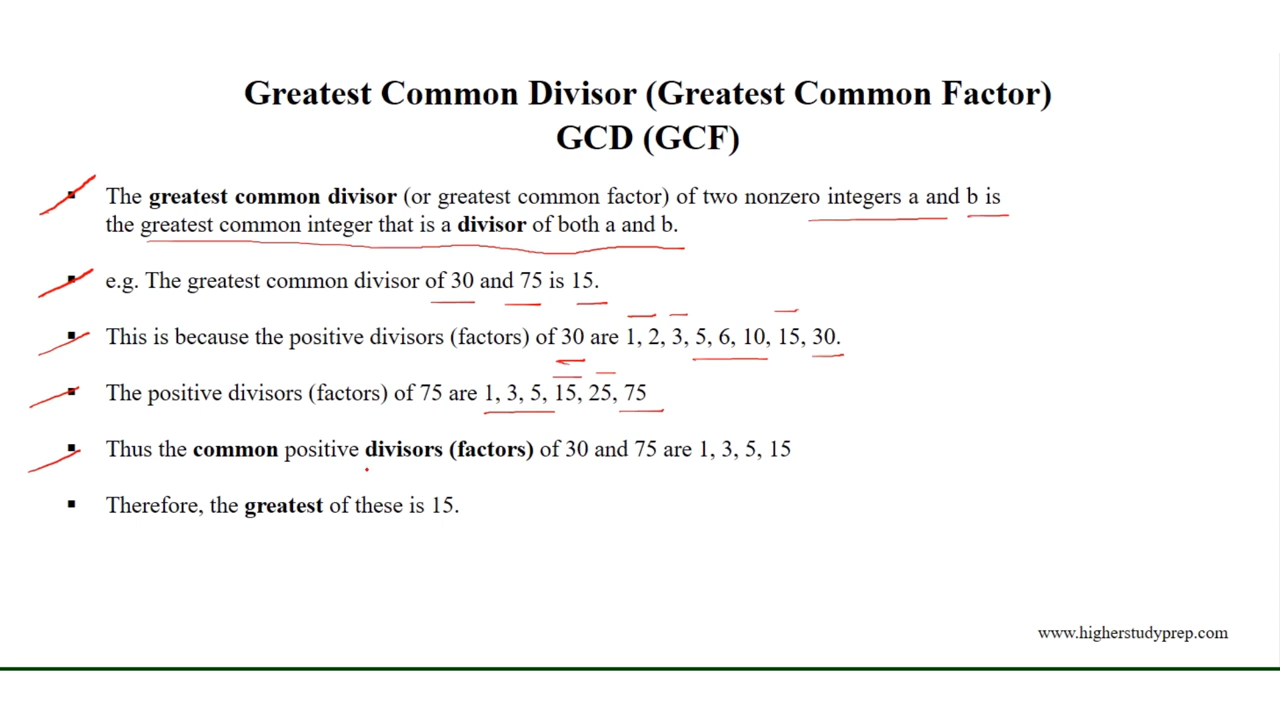 Greatest Common Divisor (Greatest Common Factor)
GCD (GCF)
▪ The greatest common divisor (or greatest common factor) of two nonzero integers a and b is
the greatest common integer that is a divisor of both a and b.
▪ e.g. The greatest common divisor of 30 and 75 is 15.
▪ This is because the positive divisors (factors) of 30 are 1, 2, 3, 5, 6, 10, 15, 30.
▪ The positive divisors (factors) of 75 are 1, 3, 5, 15, 25, 75
▪ Thus the common positive divisors (factors) of 30 and 75 are 1, 3, 5, 15
▪ Therefore, the greatest of these is 15.
www.higherstudyprep.com